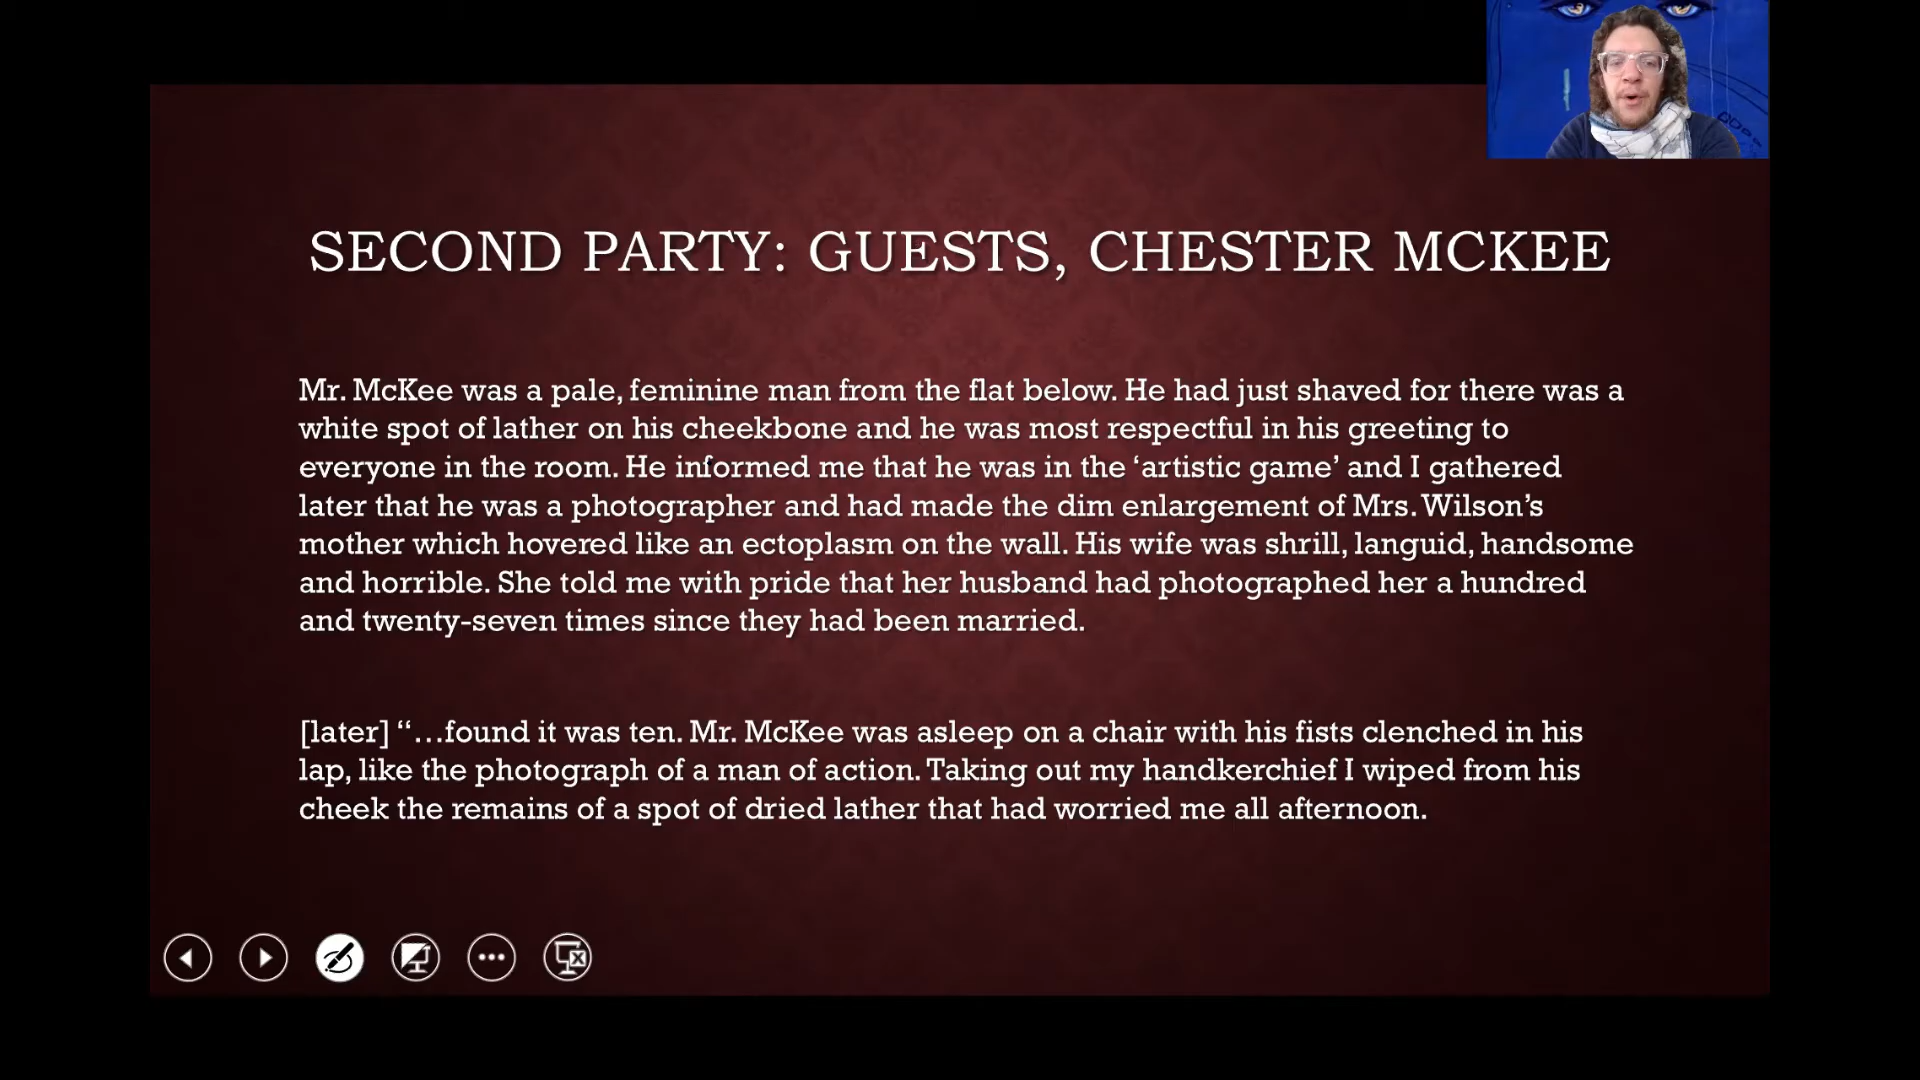 SECOND PARTY: GUESTS, CHESTER MCKEE
Mr. McKee was a pale, feminine man from the flat below. He had just shaved for there was a
white spot of lather on his cheekbone and he was most respectful in his greeting to
everyone in the room. He informed me that he was in the ‘artistic game’ and I gathered
later that he was a photographer and had made the dim enlargement of Mrs. Wilson’s
mother which hovered like an ectoplasm on the wall. His wife was shrill, languid, handsome
and horrible. She told me with pride that her husband had photographed her a hundred
and twenty-seven times since they had been married.
[later] “…found it was ten. Mr. McKee was asleep on a chair with his fists clenched in his
lap, like the photograph of a man of action. Taking out my handkerchief I wiped from his
cheek the remains of a spot of dried lather that had worried me all afternoon.